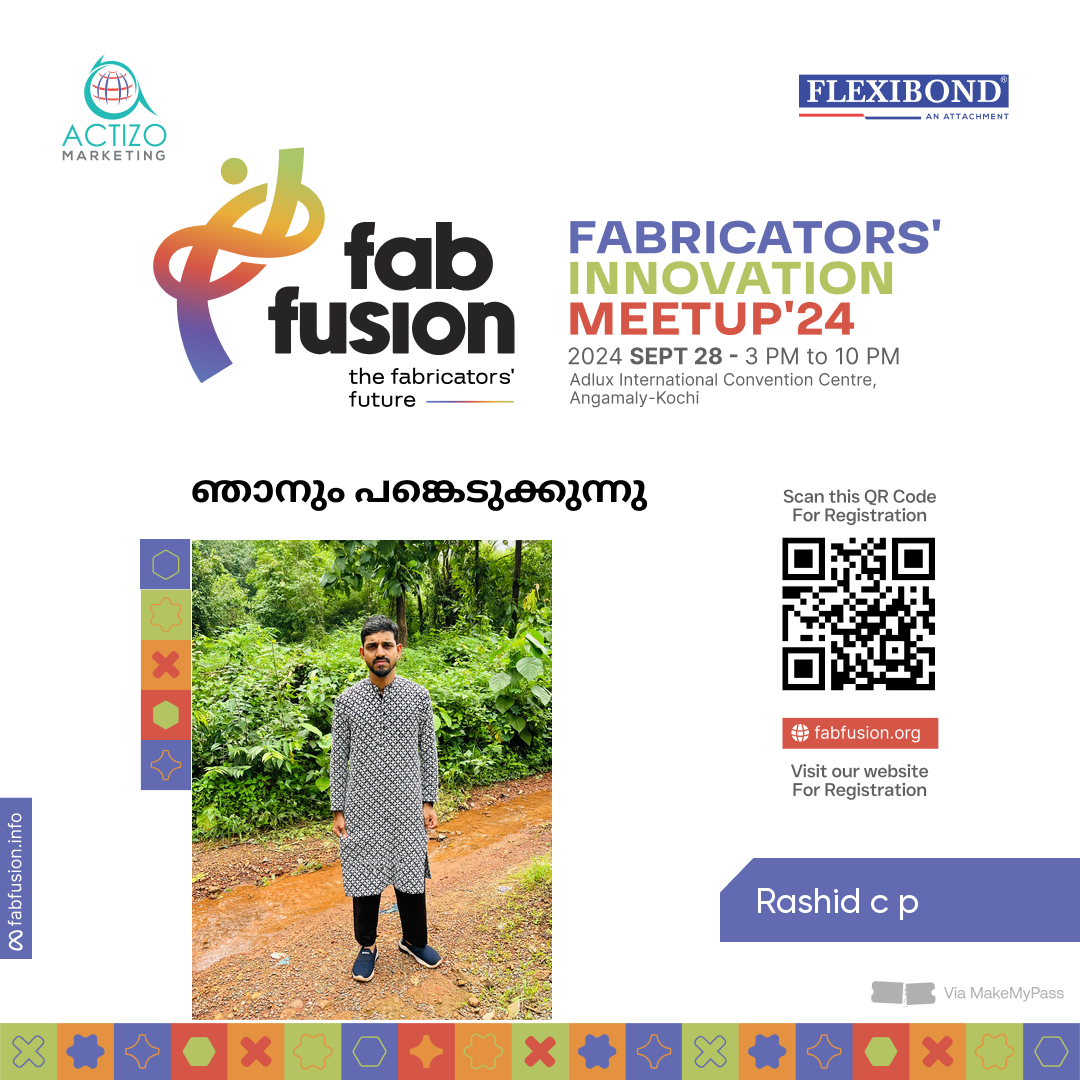 ACTIZO
MARKETING
FLEXIBOND®
AN ATTACHMENT
fab
fusion
the fabricators'
future
FABRICATORS'
INNOVATION
MEETUP'24
2024 SEPT 28 - 3 PM to 10 PM
Adlux International Convention Centre,
Angamaly-Kochi
ഞാനും പങ്കെടുക്കുന്നു
Scan this QR Code
For Registration
fabfusion.org
Visit our website
For Registration
fabfusion.info
Rashid c p
Via MakeMyPass